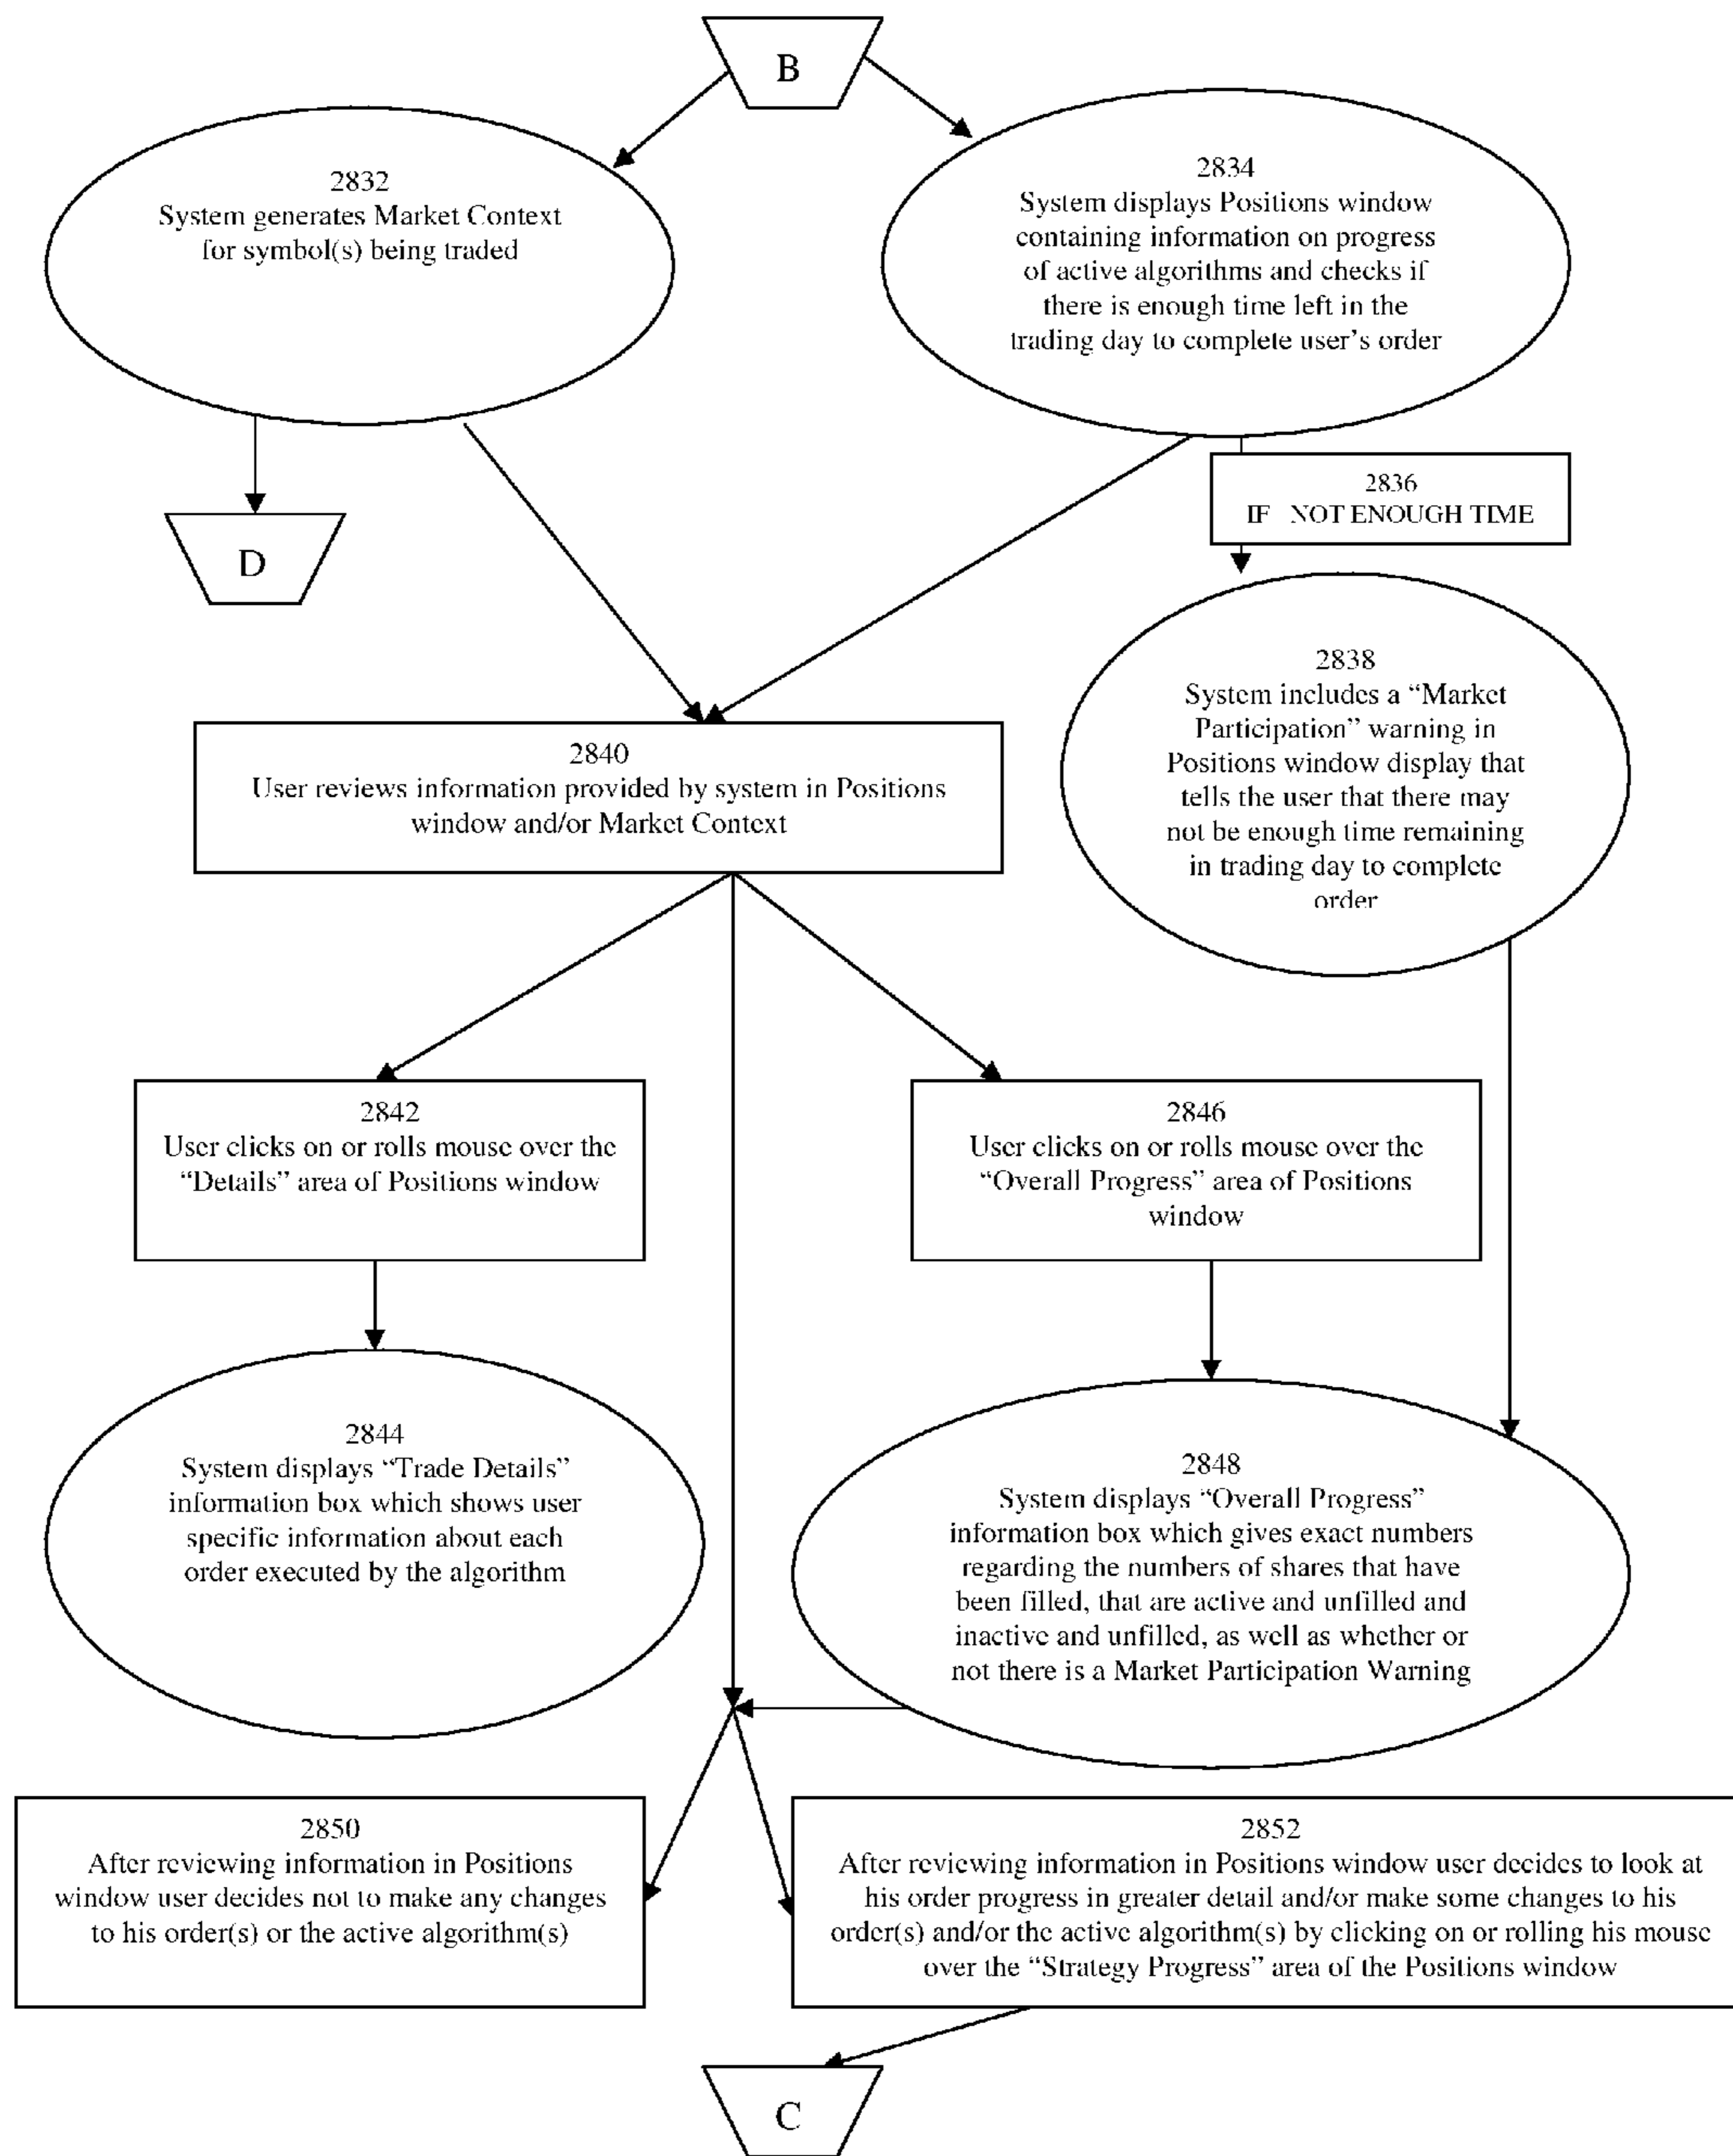 B
2832
System generates Market Context
for symbol(s) being traded
2834
System displays Positions window
containing information on progress
of active algorithms and checks if
there is enough time left in the
trading day to complete user’s order
2836
IF NOT ENOUGH TIME
D
2838
System includes a “Market
Participation” warning in
Positions window display that
tells the user that there may
not be enough time remaining
in trading day to complete
order
2840
User reviews information provided by system in Positions
window and/or Market Context
2842
User clicks on or rolls mouse over the
“Details” area of Positions window
2846
User clicks on or rolls mouse over the
“Overall Progress” area of Positions
window
2844
System displays “Trade Details”
information box which shows user
specific information about each
order executed by the algorithm
2848
System displays “Overall Progress”
information box which gives exact numbers
regarding the numbers of shares that have
been filled, that are active and unfilled and
inactive and unfilled, as well as whether or
not there is a Market Participation Warning
2850
After reviewing information in Positions
window user decides not to make any changes
to his order(s) or the active algorithm(s)
2852
After reviewing information in Positions window user decides to look at
his order progress in greater detail and/or make some changes to his
order(s) and/or the active algorithm(s) by clicking on or rolling his mouse
over the “Strategy Progress” area of the Positions window
C